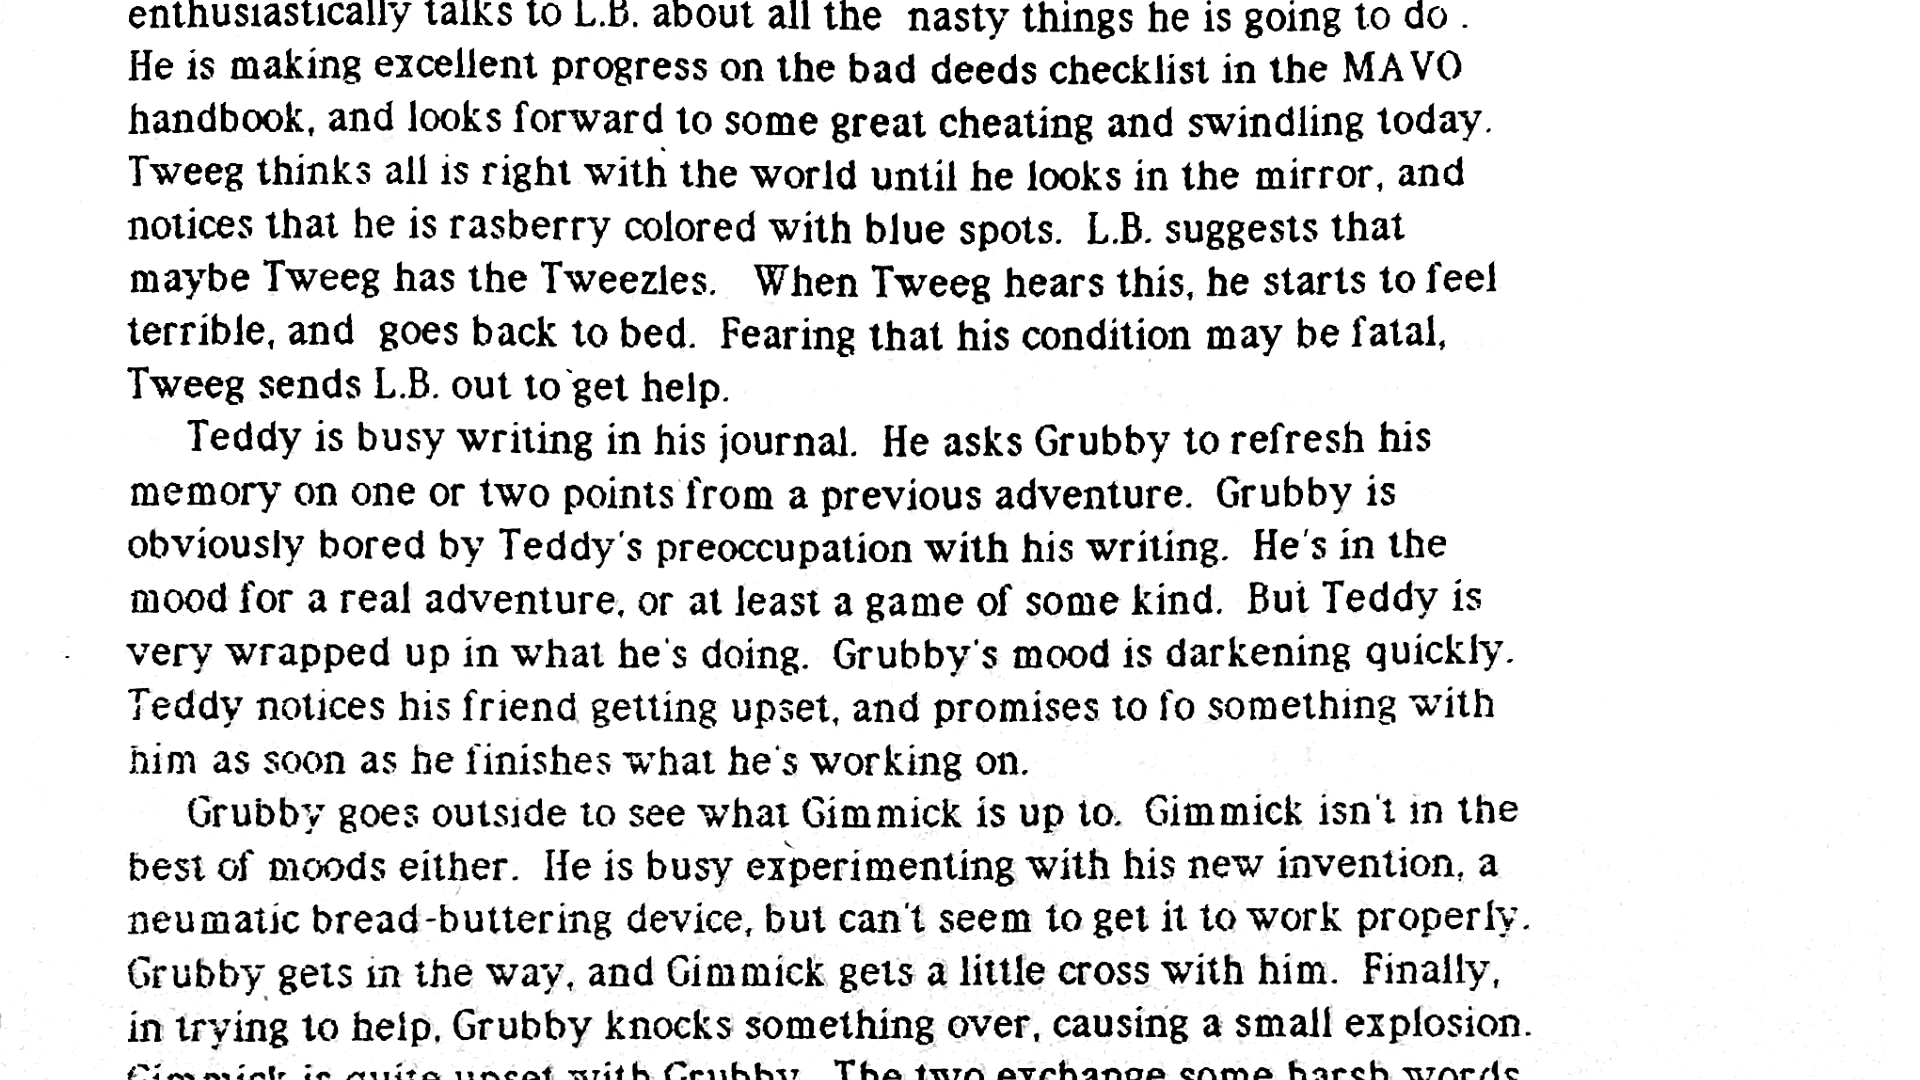 enthusiastically talks to L.B. about all the nasty things he is going to do .
He is making excellent progress on the bad deeds checklist in the MAVO
handbook, and looks forward to some great cheating and swindling today.
Tweeg thinks all is right with the world until he looks in the mirror, and
notices that he is rasberry colored with blue spots. L.B. suggests that
maybe Tweeg has the Tweezles. When Tweeg hears this, he starts to feel
terrible, and goes back to bed. Fearing that his condition may be fatal,
Tweeg sends L.B. out to get help.
Teddy is busy writing in his journal. He asks Grubby to refresh his
memory on one or two points from a previous adventure. Grubby is
obviously bored by Teddy's preoccupation with his writing. He's in the
mood for a real adventure, or at least a game of some kind. But Teddy is
very wrapped up in what he's doing. Grubby's mood is darkening quickly.
Teddy notices his friend getting upset, and promises to fo something with
him as soon as he finishes what he's working on.
Grubby goes outside to see what Gimmick is up to. Gimmick isn't in the
best of moods either. He is busy experimenting with his new invention, a
neumatic bread-buttering device, but can't seem to get it to work properly.
Grubby gets in the way, and Gimmick gets a little cross with him. Finally,
in trying to help, Grubby knocks something over, causing a small explosion.
Gimmick is quite upset with Grubby. The two exchange some harsh words